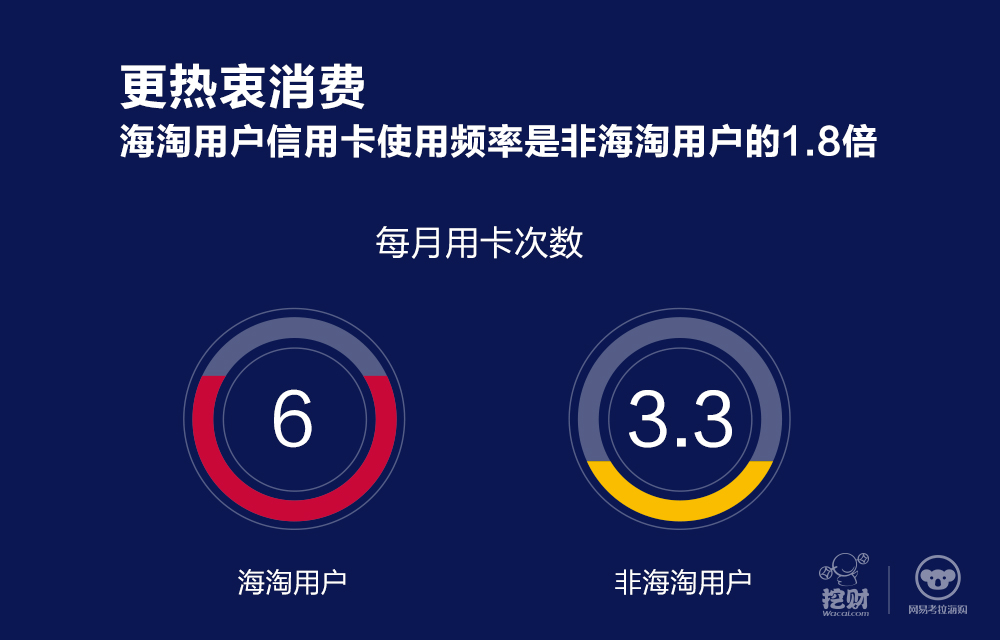 更热衷消费
海淘用户信用卡使用频率是非海淘用户的1.8倍
每月用卡次数
6
3.3
海淘用户
非海淘用户
挖财
Wacai.com
网易考拉海购